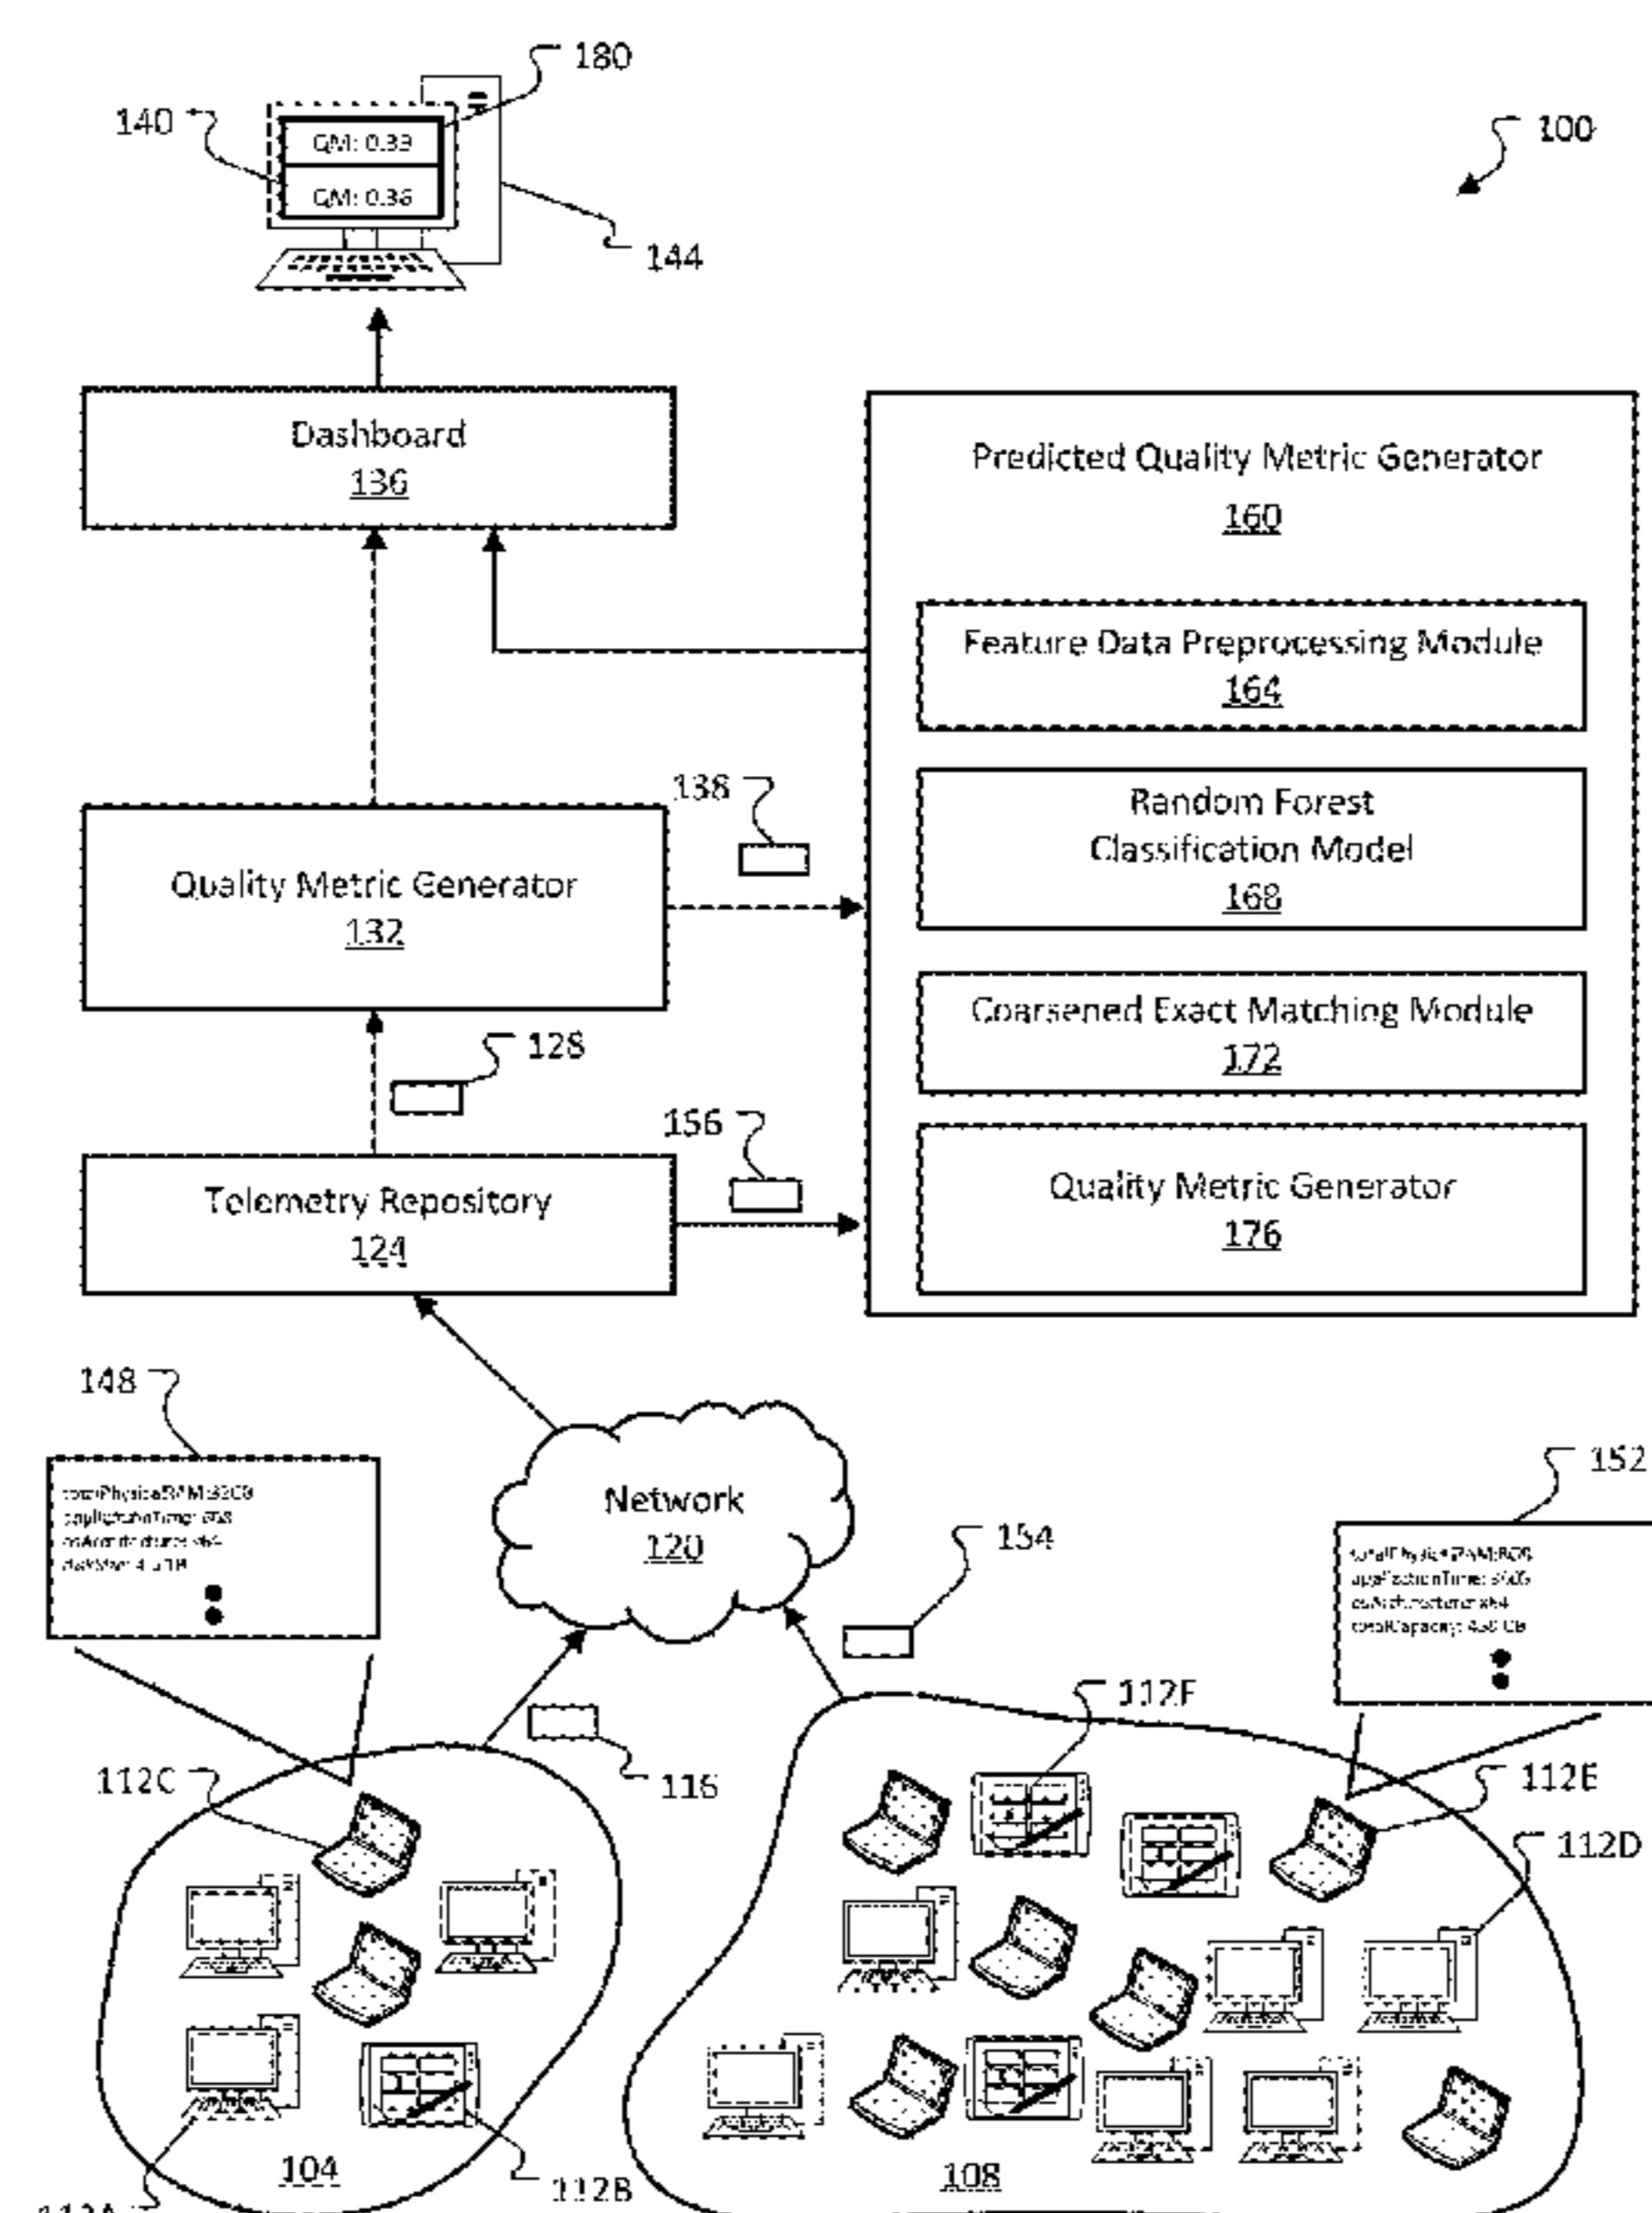 180
140
100
QM: 0.39
QM: 0.36
144
Dashboard
136
Predicted Quality Metric Generator
160
Feature Data Preprocessing Module
164
138
Random Forest
Classification Model
168
Quality Metric Generator
132
Coarsened Exact Matching Module
172
128
156
Telemetry Repository
124
Quality Metric Generator
176
148
152
Network
120
154
112F
112C
116
112E
112D
104
108
112B
112A